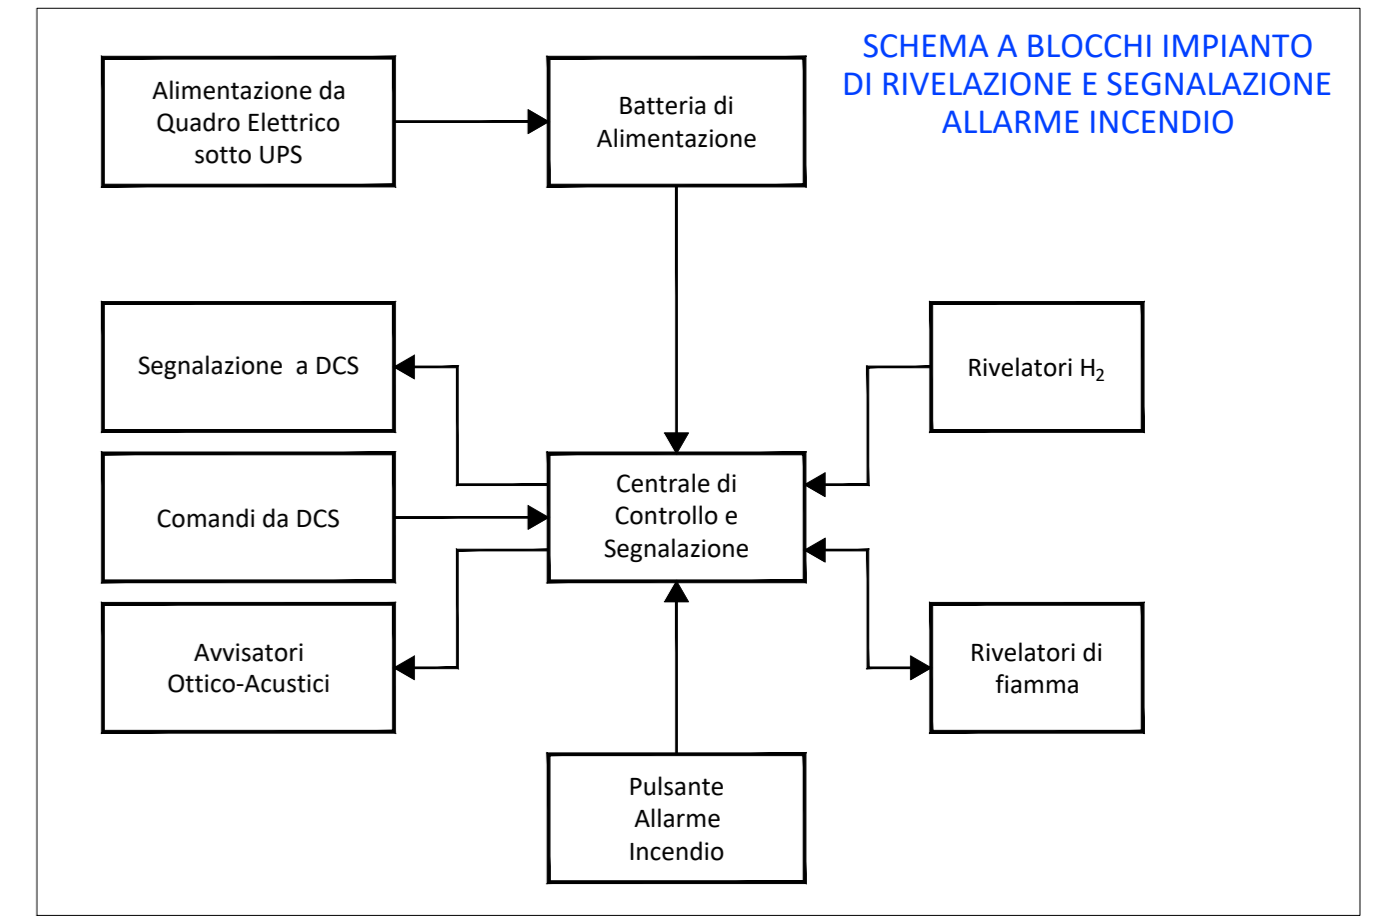 SCHEMA A BLOCCHI IMPIANTO
DI RIVELAZIONE E SEGNALAZIONE
ALLARME INCENDIO
Alimentazione da
Quadro Elettrico
sotto UPS
Batteria di
Alimentazione
Segnalazione  a DCS
Rivelatori H₂
Comandi da DCS
Centrale di
Controllo e
Segnalazione
Avvisatori
Ottico-Acustici
Rivelatori di
fiamma
Pulsante
Allarme
Incendio